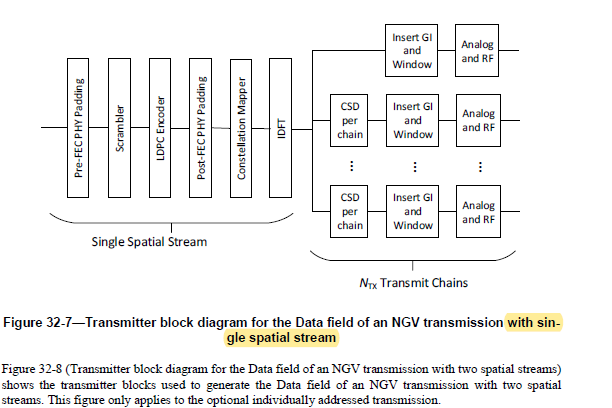 Pre-FEC PHY Padding
Scrambler
LDPC Encoder
Post-FEC PHY Padding
Constellation Mapper
IDFT
Insert GI
and
Window
Analog
and RF
CSD
per
chain
Insert GI
and
Window
Analog
and RF
CSD
per
chain
Insert GI
and
Window
Analog
and RF
Single Spatial Stream
NTX Transmit Chains
Figure 32-7—Transmitter block diagram for the Data field of an NGV transmission with sin-
gle spatial stream
Figure 32-8 (Transmitter block diagram for the Data field of an NGV transmission with two spatial streams)
shows the transmitter blocks used to generate the Data field of an NGV transmission with two spatial
streams. This figure only applies to the optional individually addressed transmission.